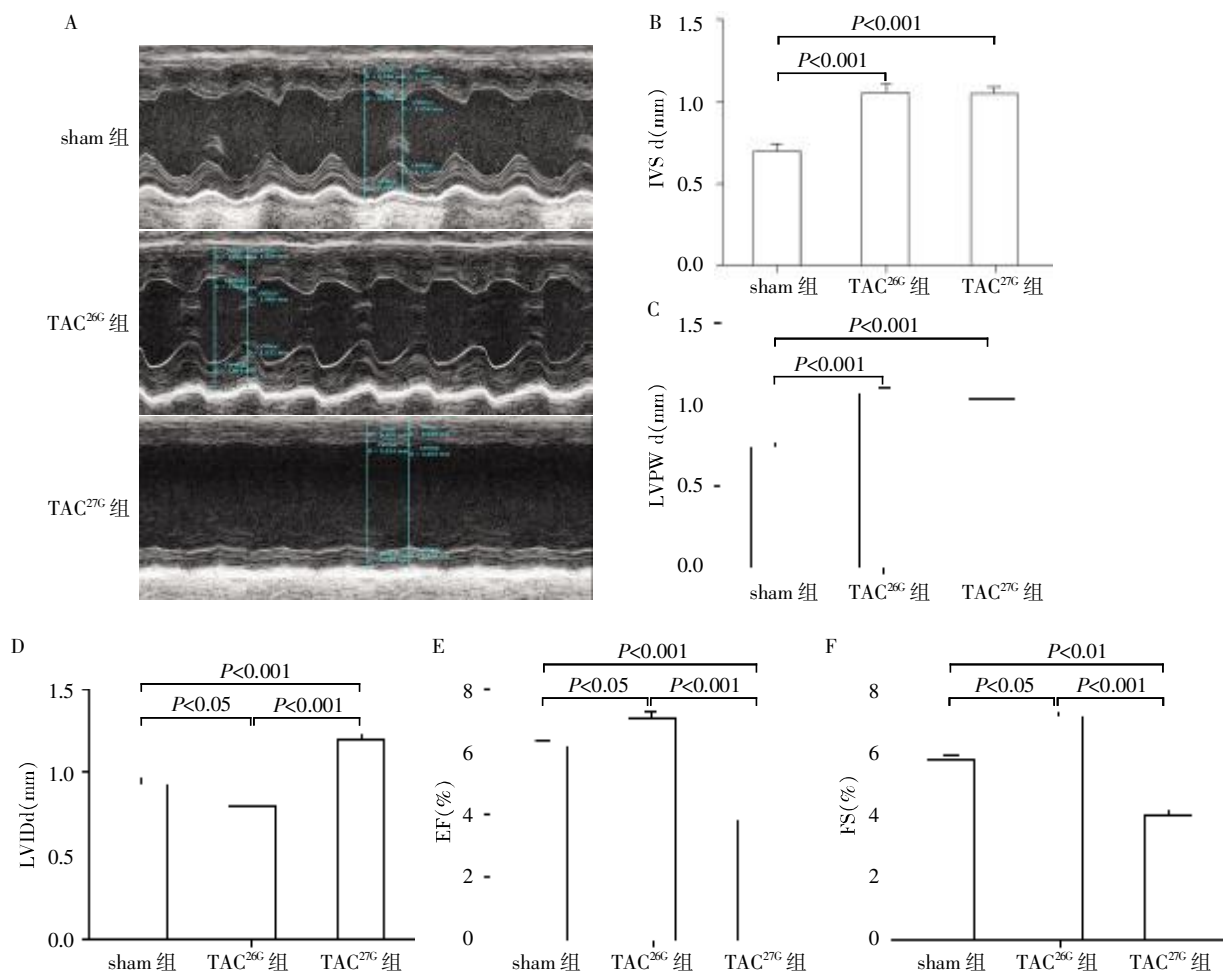 A
sham 组
TAC26G 组
TAC27G 组
B
IVS d(mm)
1.5
1.0
0.5
0.0
P<0.001
P<0.001
sham 组
TAC26G 组
TAC27G 组
C
LVPW d(mm)
1.5
1.0
0.5
0.0
P<0.001
P<0.001
sham 组
TAC26G 组
TAC27G 组
D
LVIDd(mm)
1.5
1.0
0.5
0.0
P<0.001
P<0.05
P<0.001
sham 组
TAC26G 组
TAC27G 组
E
EF(%)
8
6
4
2
0
P<0.001
P<0.05
P<0.001
sham 组
TAC26G 组
TAC27G 组
F
FS(%)
8
6
4
2
0
P<0.01
P<0.05
P<0.001
sham 组
TAC26G 组
TAC27G 组